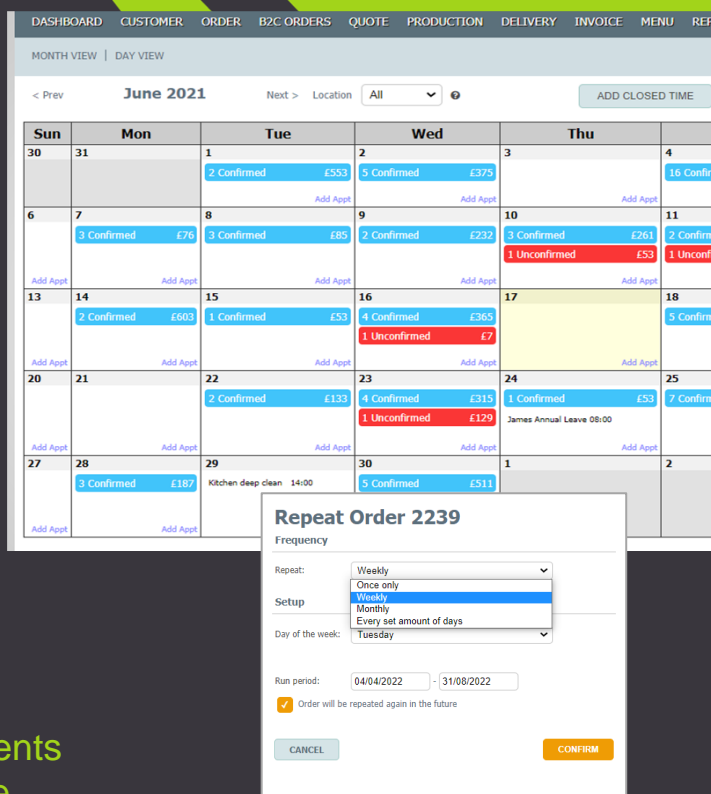 DASHBOARD CUSTOMER ORDER B2C ORDERS QUOTE PRODUCTION DELIVERY INVOICE MENU
MONTH VIEW | DAY VIEW
< Prev June 2021 Next > Location All ADD CLOSED TIME
Sun Mon Tue Wed Thu
30 31 1 2 3 4
2 Confirmed £553 5 Confirmed £375 16
Add Appt Add Appt Add Appt
6 7 8 9 10 11
3 Confirmed £76 3 Confirmed £85 2 Confirmed £232 3 Confirmed £261 2
1 Unconfirmed £53 1
Add Appt Add Appt Add Appt Add Appt Add Appt
13 14 15 16 17 18
2 Confirmed £603 1 Confirmed £53 4 Confirmed £365 5
1 Unconfirmed £7
Add Appt Add Appt Add Appt Add Appt Add Appt
20 21 22 23 24 25
2 Confirmed £133 4 Confirmed £315 1 Confirmed £53 7
1 Unconfirmed £129 James Annual Leave 08:00
Add Appt Add Appt Add Appt Add Appt Add Appt
27 28 29 30 1 2
3 Confirmed £187 Kitchen deep clean 14:00 5 Confirmed £511
Add Appt Add Appt
Repeat Order 2239
Frequency
Repeat: Weekly
Once only
Weekly
Monthly
Every set amount of days
Setup
Day of the week: Tuesday
Run period: 04/04/2022 - 31/08/2022
Order will be repeated again in the future
CANCEL CONFIRM